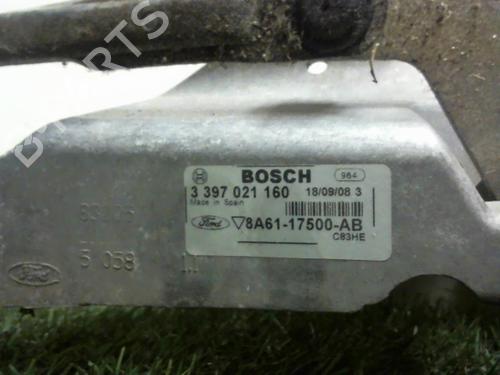 BOSCH 964
3 397 021 160 18/09/08 3
Made in Spain
Ford ▽8A61-17500-AB
C83HE
Ford
5 058